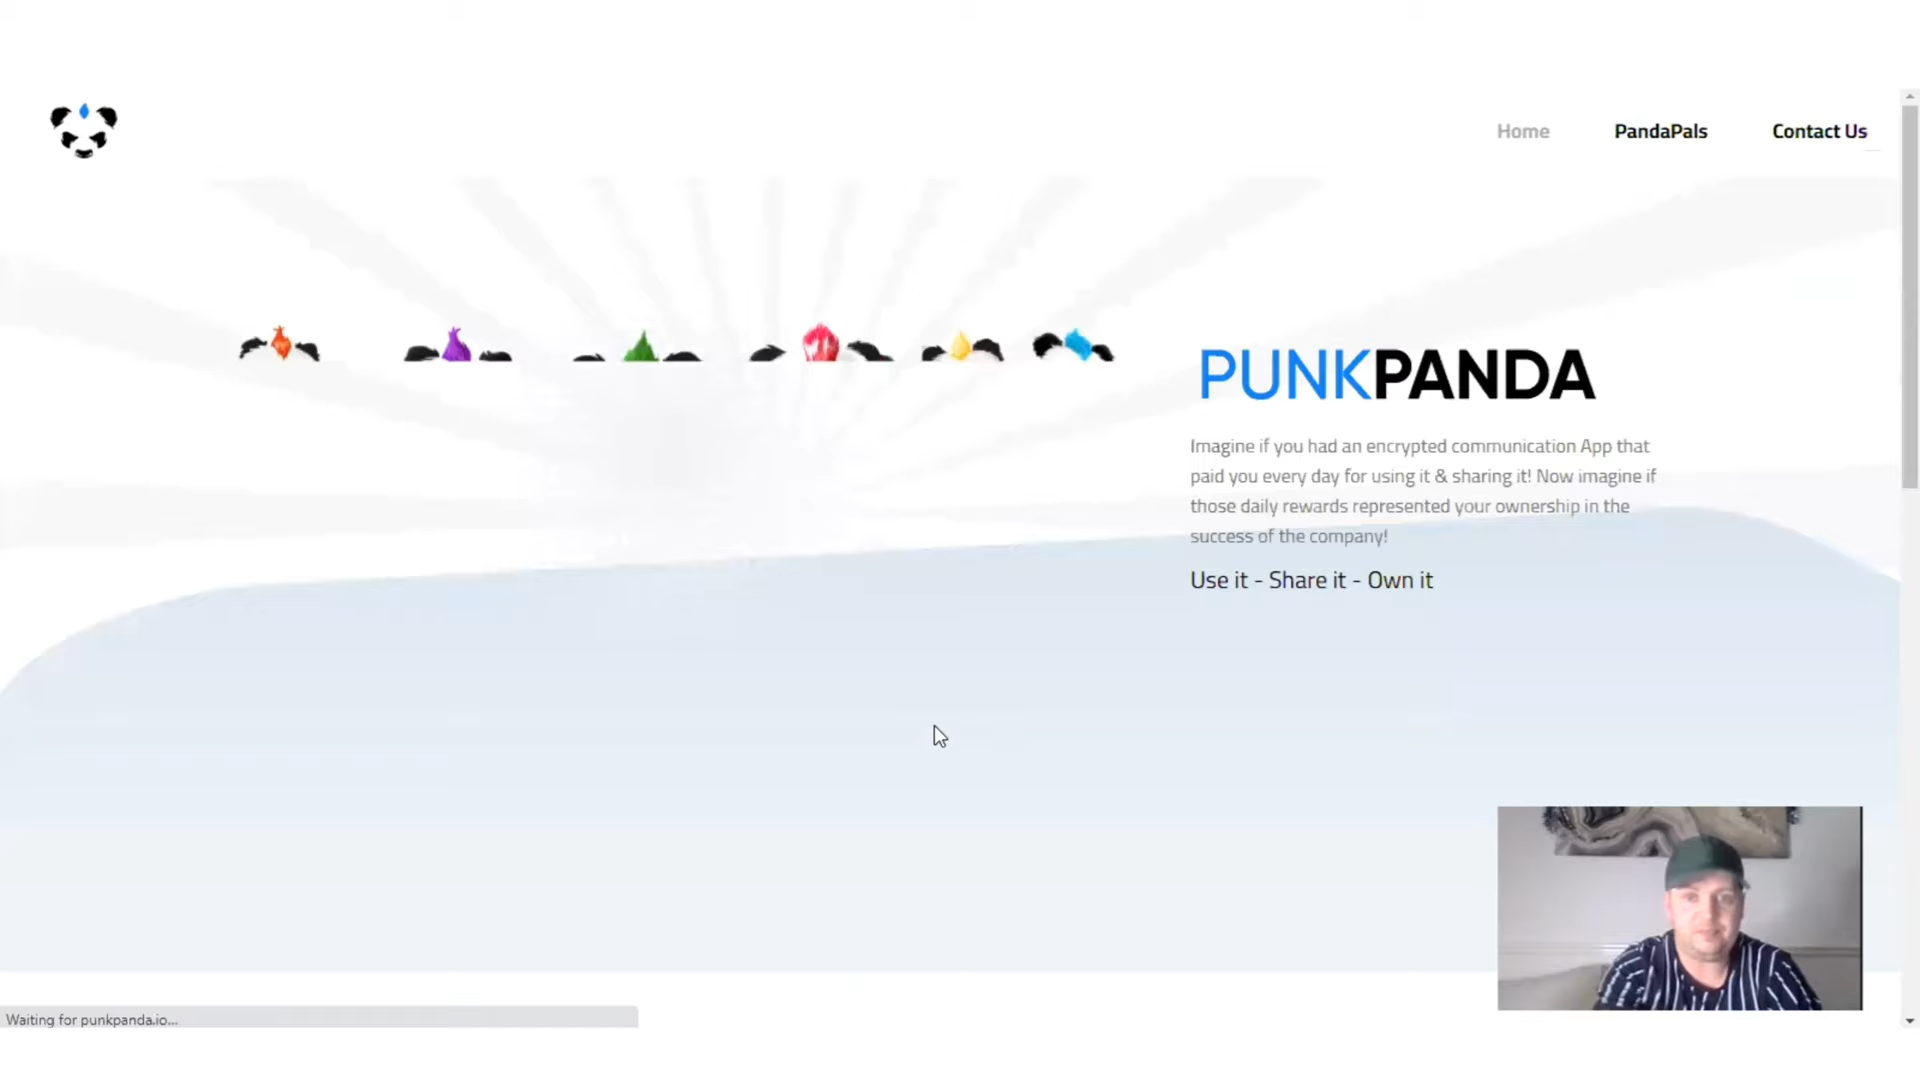 Home PandaPals Contact Us
PUNKPANDA
Imagine if you had an encrypted communication App that
paid you every day for using it & sharing it! Now imagine if
those daily rewards represented your ownership in the
success of the company!
Use it - Share it - Own it
Waiting for punkpanda.io...